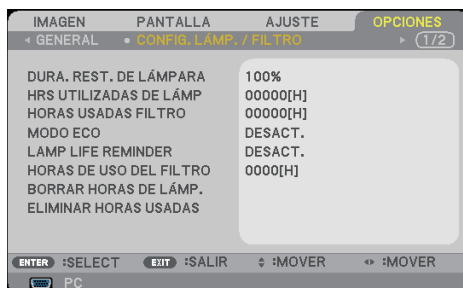 IMAGEN PANTALLA AJUSTE OPCIONES
GENERAL • CONFIG. LÁMP. / FILTRO (1/2)
DURA. REST. DE LÁMPARA 100%
HRS UTILIZADAS DE LÁMP 00000[H]
HORAS USADAS FILTRO 00000[H]
MODO ECO DESACT.
LAMP LIFE REMINDER DESACT.
HORAS DE USO DEL FILTRO 0000[H]
BORRAR HORAS DE LÁMP.
ELIMINAR HORAS USADAS
ENTER :SELECT EXIT :SALIR :MOVER :MOVER
PC